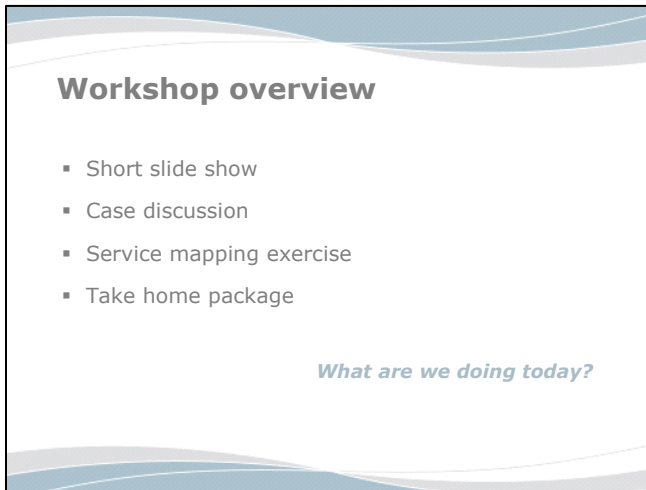 Workshop overview
▪ Short slide show
▪ Case discussion
▪ Service mapping exercise
▪ Take home package
What are we doing today?